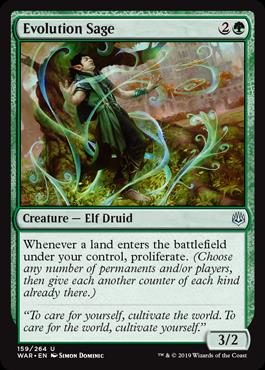 Evolution Sage 2
Creature — Elf Druid
Whenever a land enters the battlefield
under your control, proliferate. (Choose
any number of permanents and/or players,
then give each another counter of each kind
already there.)
"To care for yourself, cultivate the world. To
care for the world, cultivate yourself."
3/2
159/264 U
WAR • EN SIMON DOMINIC
™ & © 2019 Wizards of the Coast